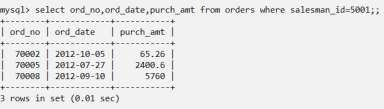 mysql> select ord_no,ord_date,purch_amt from orders where salesman_id=5001;;
+--------+------------+-----------+
| ord_no | ord_date | purch_amt |
+--------+------------+-----------+
| 70002 | 2012-10-05 | 65.26 |
| 70005 | 2012-07-27 | 2400.6 |
| 70008 | 2012-09-10 | 5760 |
+--------+------------+-----------+
3 rows in set (0.01 sec)